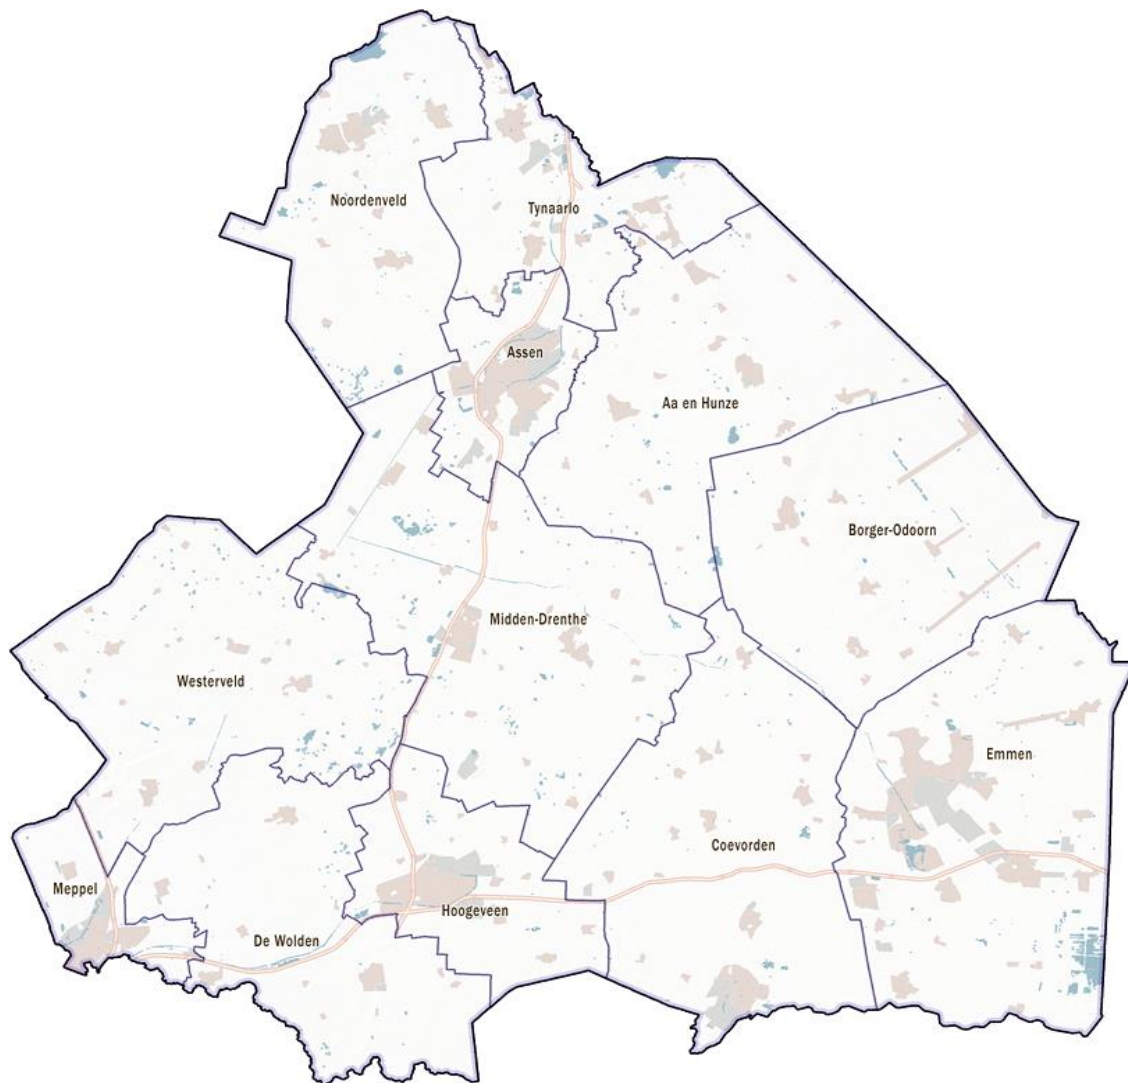 Noordenveld
Tynaarlo
Assen
Aa en Hunze
Borger-Odoorn
Midden-Drenthe
Westerveld
Emmen
Coevorden
Meppel
Hoogeveen
De Wolden